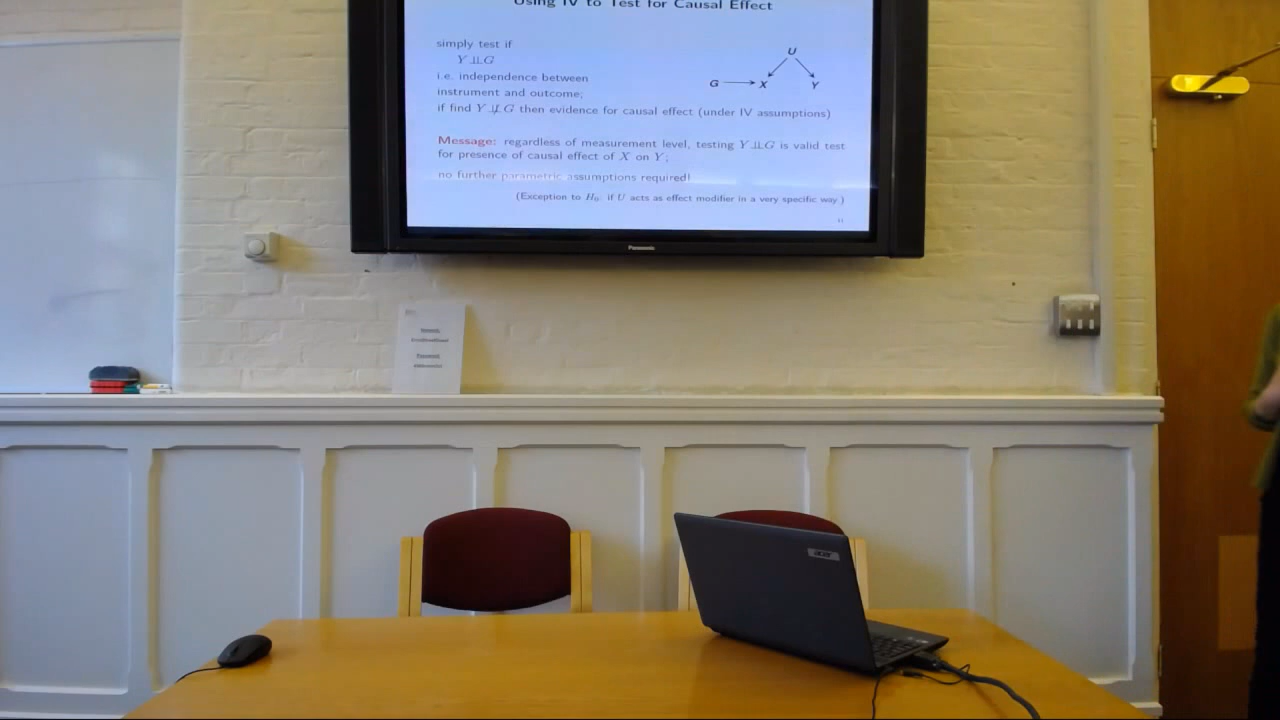 Using IV to Test for Causal Effect
simply test if
Y ⫫ G
i.e. independence between
instrument and outcome;
if find Y ⫫̸ G then evidence for causal effect (under IV assumptions)
U
G X Y
Message: regardless of measurement level, testing Y ⫫ G is valid test
for presence of causal effect of X on Y;
no further parametric assumptions required!
(Exception to H₀: if U acts as effect modifier in a very specific way.)
11
Panasonic
acer